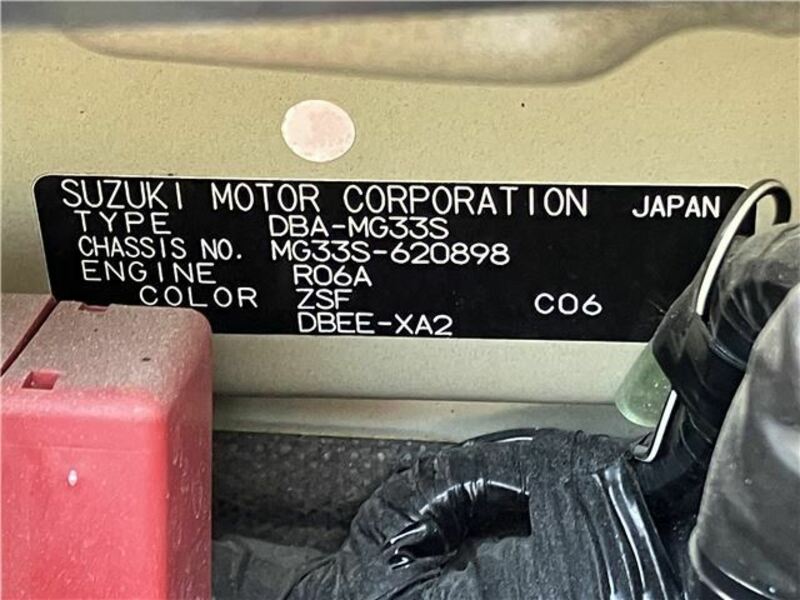 SUZUKI MOTOR CORPORATION JAPAN
TYPE DBA-MG33S
CHASSIS NO. MG33S-620898
ENGINE R06A
COLOR ZSF C06
DBEE-XA2